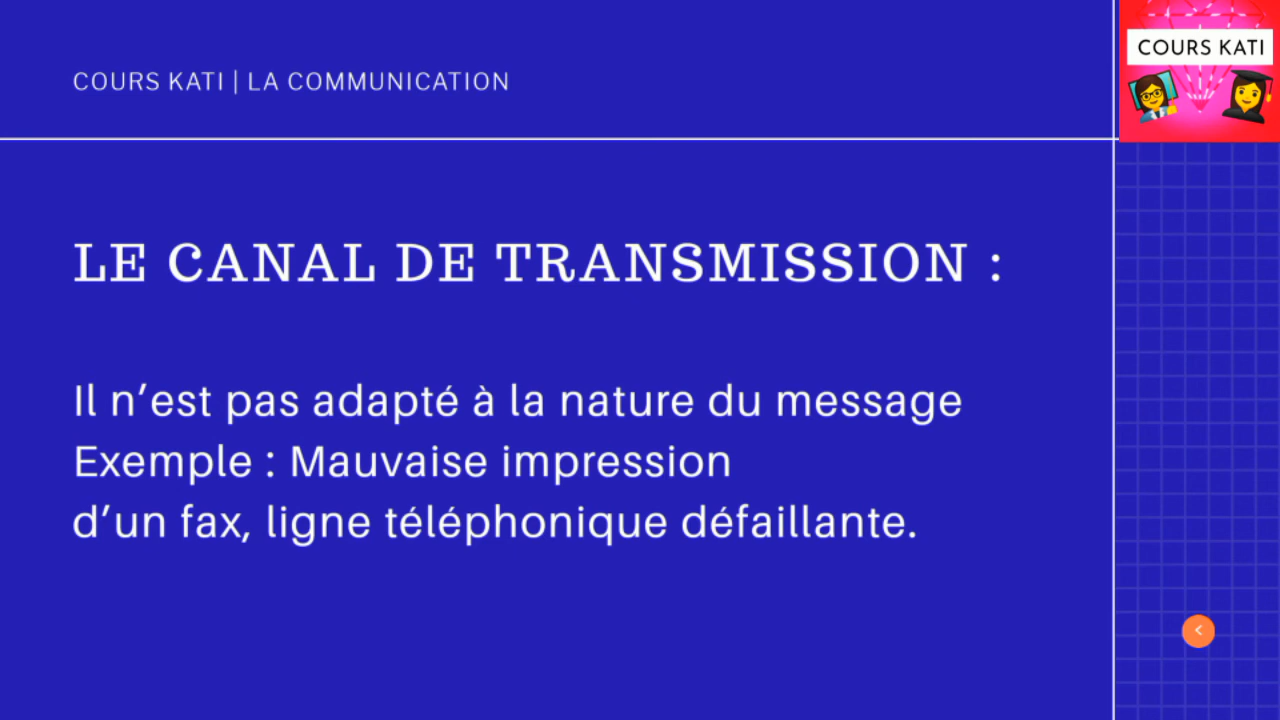 COURS KATI | LA COMMUNICATION
COURS KATI
LE CANAL DE TRANSMISSION :
Il n’est pas adapté à la nature du message
Exemple : Mauvaise impression
d’un fax, ligne téléphonique défaillante.